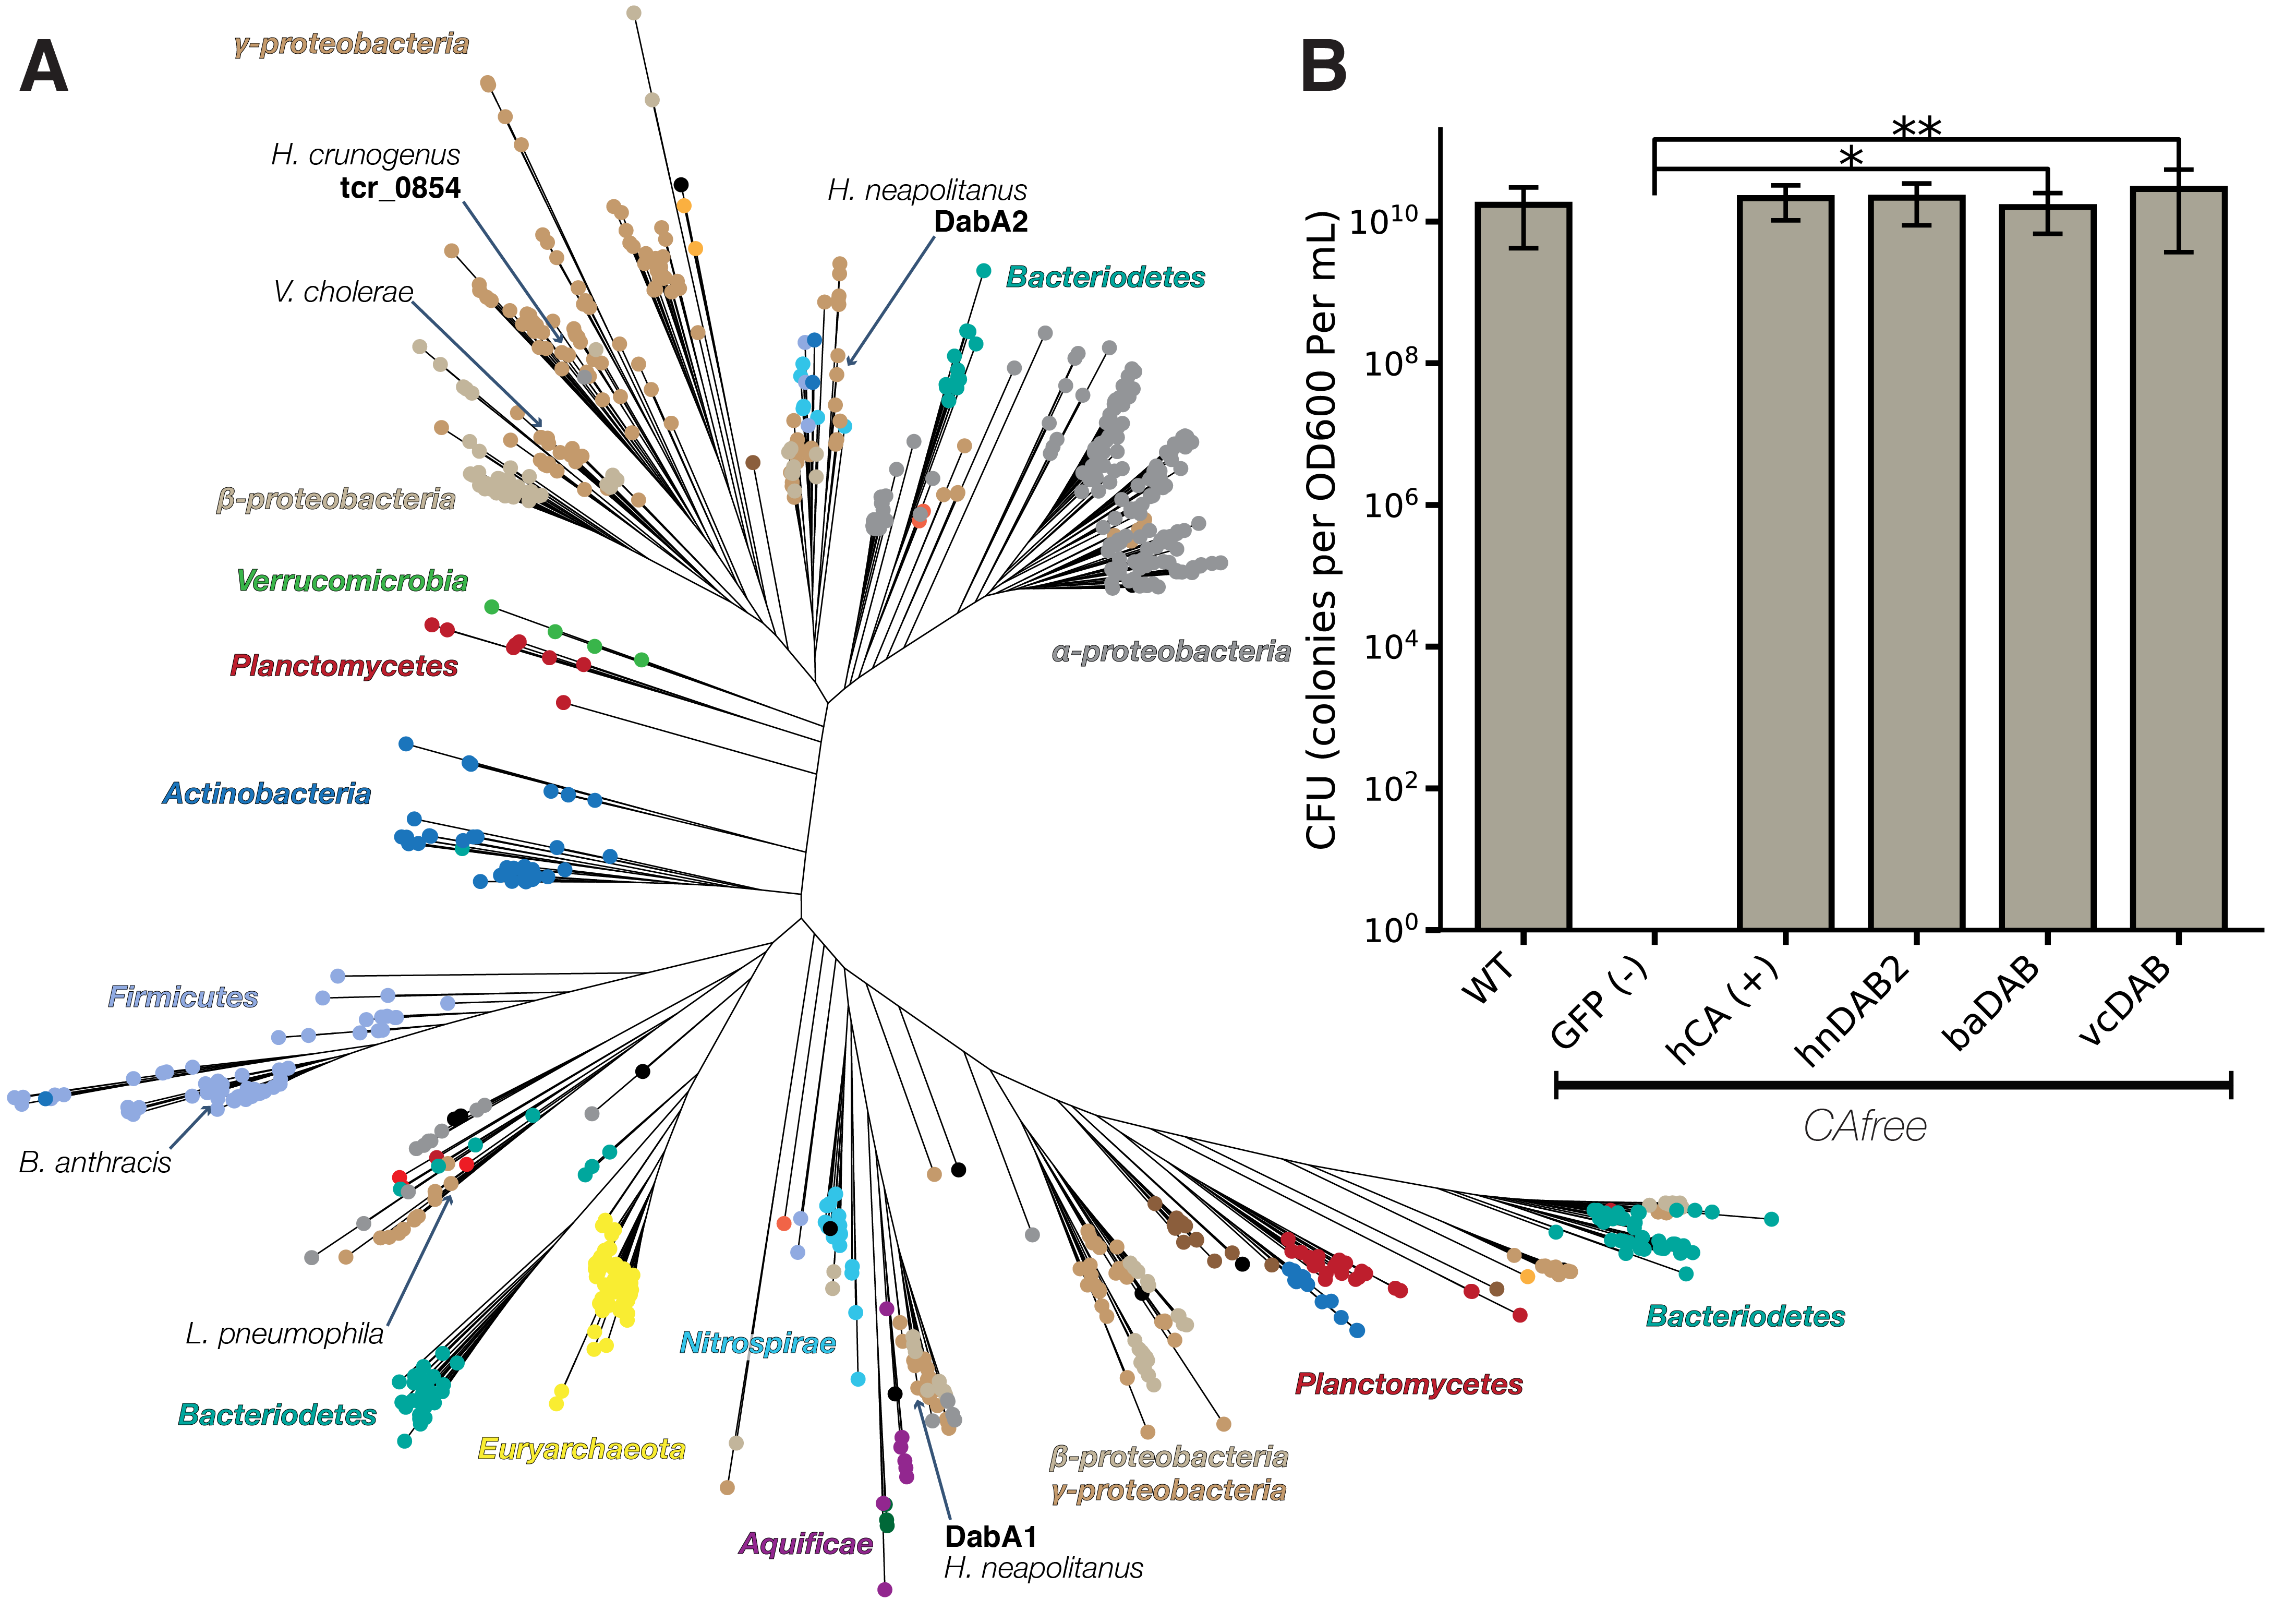 A
γ-proteobacteria
H. crunogenus
tcr_0854
H. neapolitanus
DabA2
Bacteriodetes
V. cholerae
β-proteobacteria
Verrucomicrobia
α-proteobacteria
Planctomycetes
Actinobacteria
Firmicutes
B. anthracis
L. pneumophila
Bacteriodetes
Euryarchaeota
Nitrospirae
Aquificae
DabA1
H. neapolitanus
β-proteobacteria
γ-proteobacteria
Planctomycetes
Bacteriodetes
B
**
*
CFU (colonies per OD600 Per mL)
10¹⁰
10⁸
10⁶
10⁴
10²
10⁰
WT
GFP (-)
hCA (+)
hnDAB2
baDAB
vcDAB
CAfree